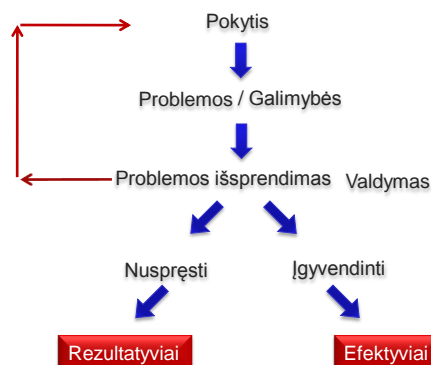 Pokytis
Problemos / Galimybės
Problemos išsprendimas
Valdymas
Nuspręsti
Įgyvendinti
Rezultatyviai
Efektyviai